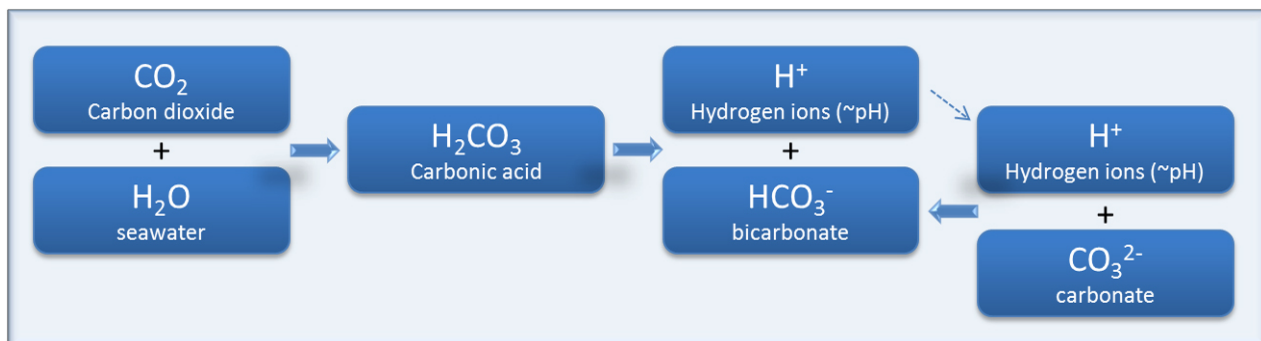 CO₂
Carbon dioxide
+
H₂O
seawater
H₂CO₃
Carbonic acid
H⁺
Hydrogen ions (~pH)
+
HCO₃⁻
bicarbonate
H⁺
Hydrogen ions (~pH)
+
CO₃²⁻
carbonate